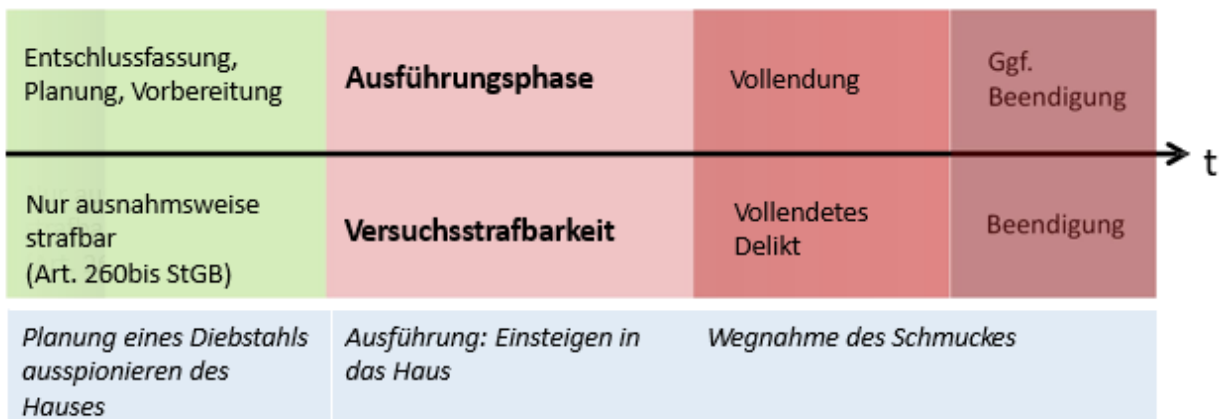 Entschlussfassung,
Planung, Vorbereitung
Ausführungsphase
Vollendung
Ggf.
Beendigung
t
Nur ausnahmsweise
strafbar
(Art. 260bis StGB)
Versuchsstrafbarkeit
Vollendetes
Delikt
Beendigung
Planung eines Diebstahls
ausspionieren des
Hauses
Ausführung: Einsteigen in
das Haus
Wegnahme des Schmuckes